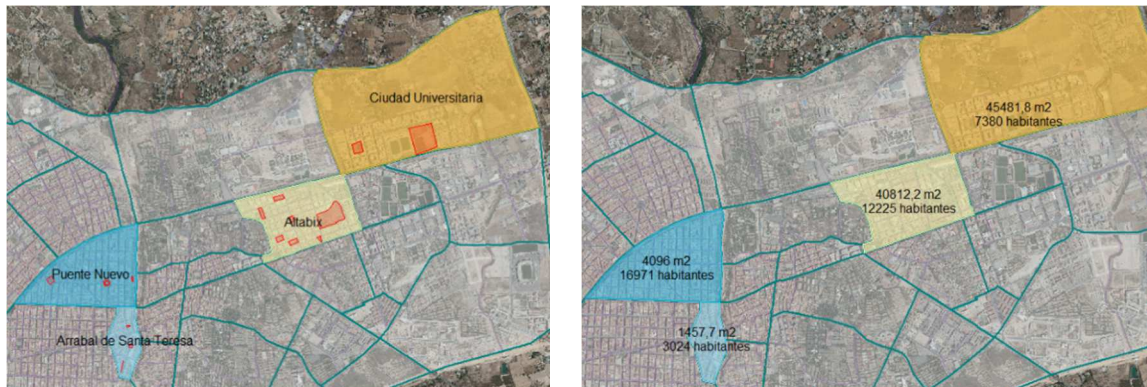 Ciudad Universitaria
Altabix
Puente Nuevo
Arrabal de Santa Teresa
45481,8 m2
7380 habitantes
40812,2 m2
12225 habitantes
4096 m2
16971 habitantes
1457,7 m2
3024 habitantes